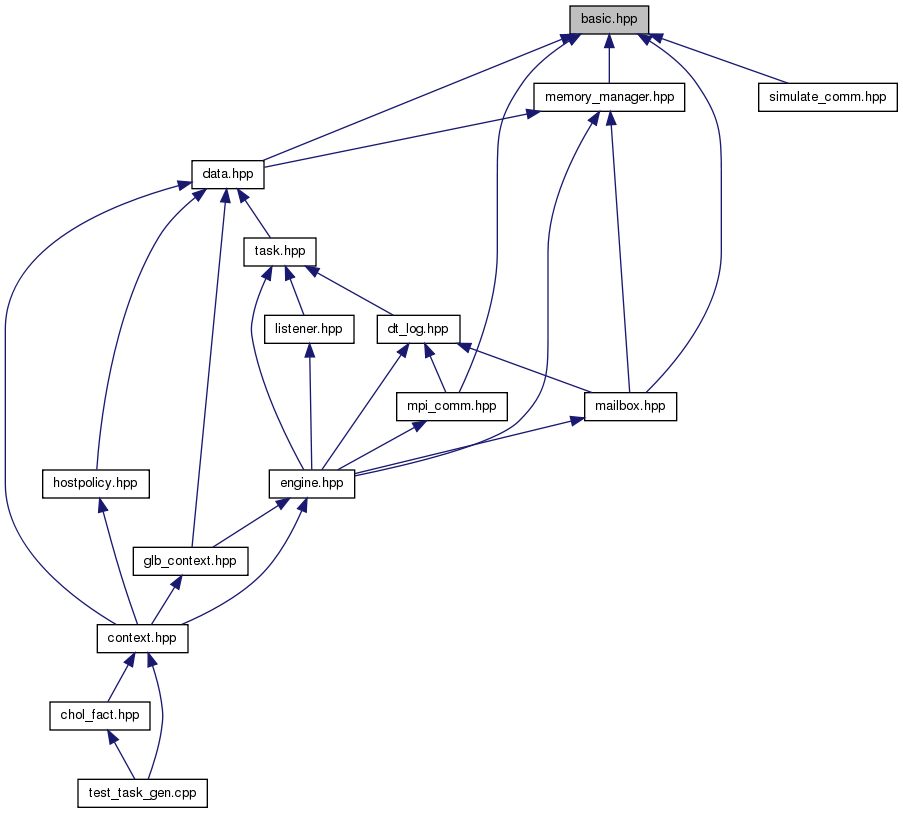 basic.hpp
memory_manager.hpp
simulate_comm.hpp
data.hpp
task.hpp
listener.hpp
dt_log.hpp
mpi_comm.hpp
mailbox.hpp
hostpolicy.hpp
engine.hpp
glb_context.hpp
context.hpp
chol_fact.hpp
test_task_gen.cpp